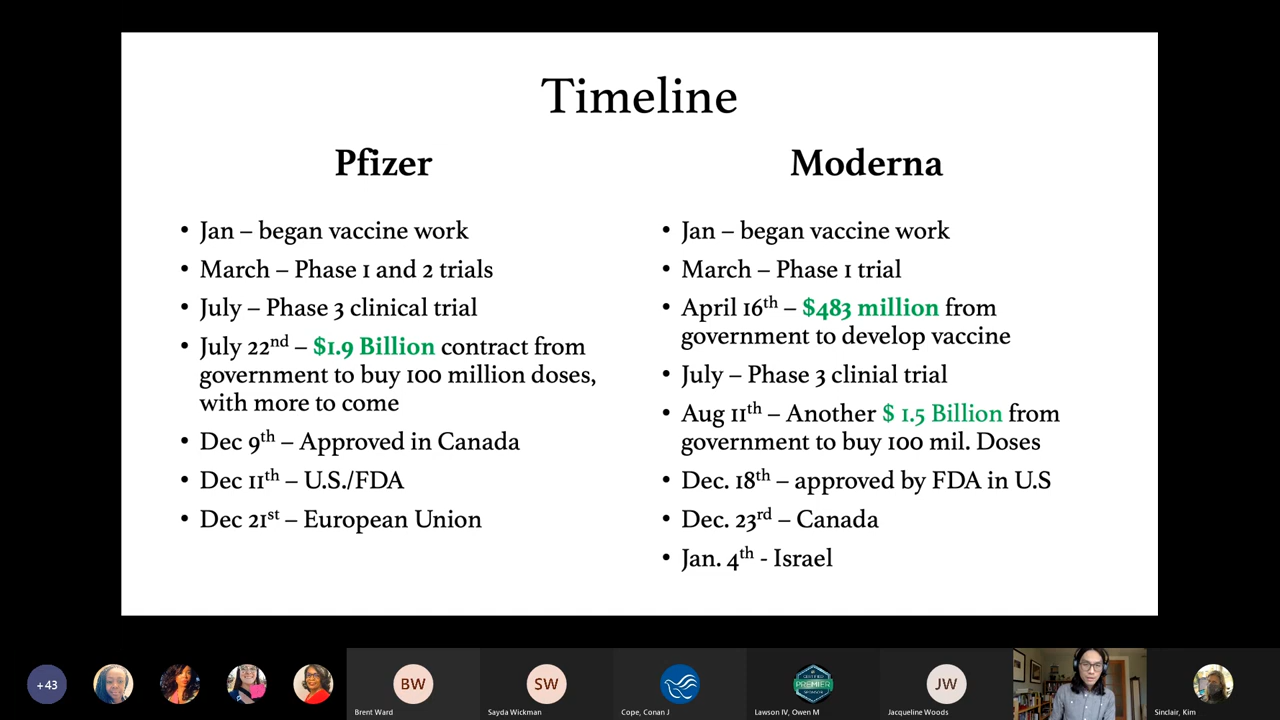 Timeline
Pfizer
• Jan – began vaccine work
• March – Phase 1 and 2 trials
• July – Phase 3 clinical trial
• July 22nd – $1.9 Billion contract from
government to buy 100 million doses,
with more to come
• Dec 9th – Approved in Canada
• Dec 11th – U.S./FDA
• Dec 21st – European Union
Moderna
• Jan – began vaccine work
• March – Phase 1 trial
• April 16th – $483 million from
government to develop vaccine
• July – Phase 3 clinial trial
• Aug 11th – Another $ 1.5 Billion from
government to buy 100 mil. Doses
• Dec. 18th – approved by FDA in U.S
• Dec. 23rd – Canada
• Jan. 4th - Israel
+43
BW
Brent Ward
SW
Sayda Wickman
Cope, Conan J
PREMIER
Lawson IV, Owen M
JW
Jacqueline Woods
Sinclair, Kim